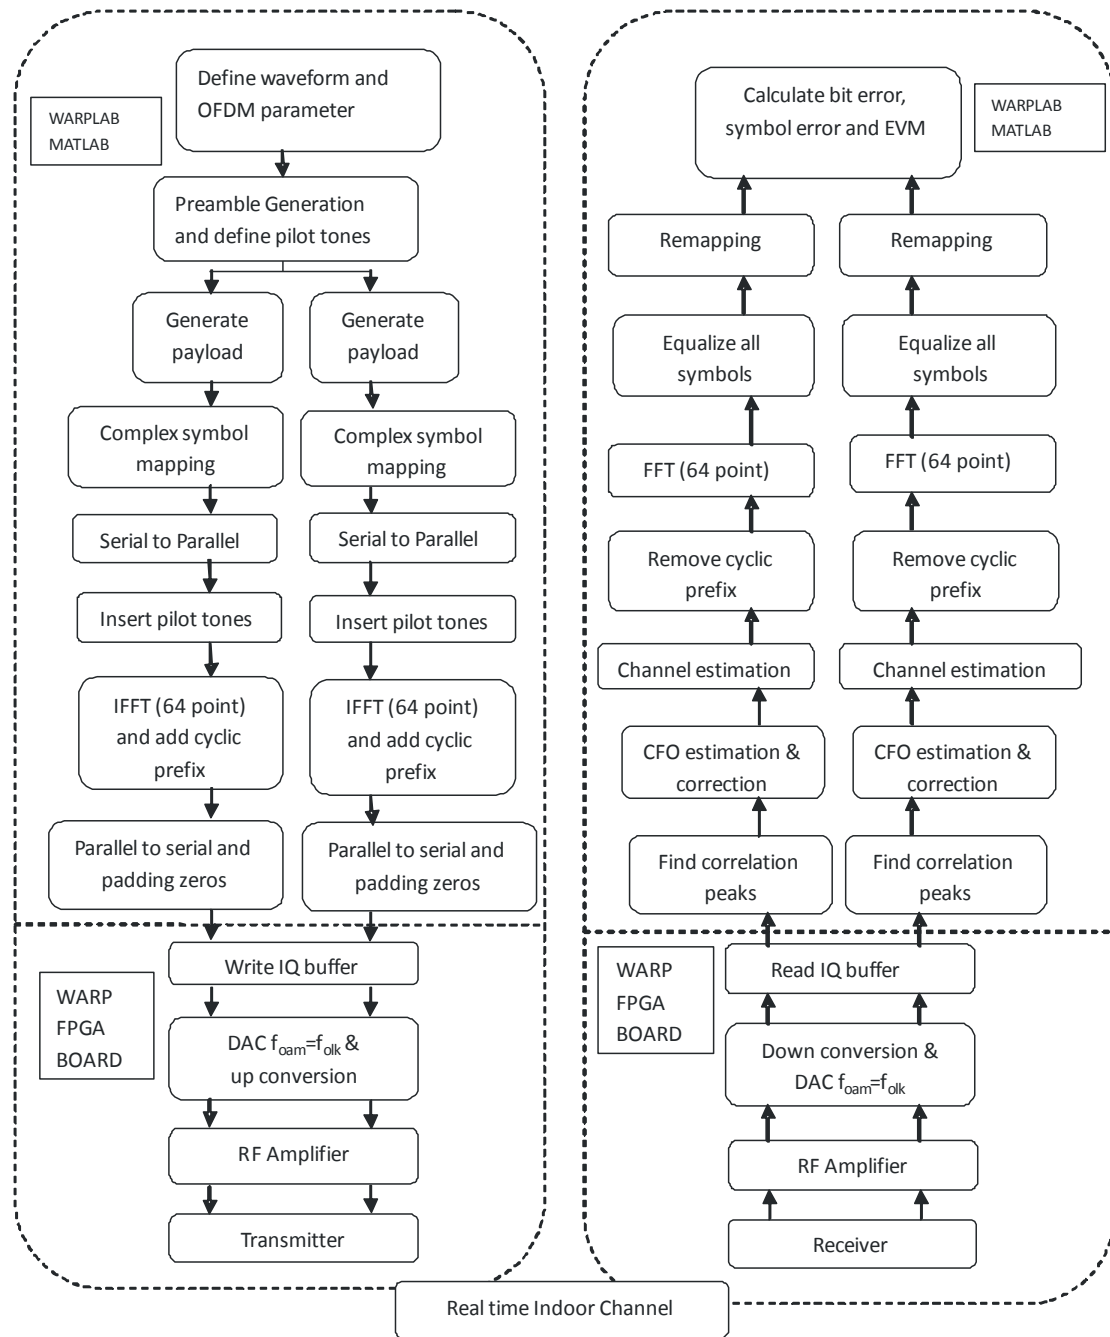 Define waveform and
OFDM parameter
WARPLAB
MATLAB
Preamble Generation
and define pilot tones
Generate
payload
Generate
payload
Complex symbol
mapping
Complex symbol
mapping
Serial to Parallel
Serial to Parallel
Insert pilot tones
Insert pilot tones
IFFT (64 point)
and add cyclic
prefix
IFFT (64 point)
and add cyclic
prefix
Parallel to serial and
padding zeros
Parallel to serial and
padding zeros
Write IQ buffer
WARP
FPGA
BOARD
DAC foam=folk &
up conversion
RF Amplifier
Transmitter
Calculate bit error,
symbol error and EVM
WARPLAB
MATLAB
Remapping
Remapping
Equalize all
symbols
Equalize all
symbols
FFT (64 point)
FFT (64 point)
Remove cyclic
prefix
Remove cyclic
prefix
Channel estimation
Channel estimation
CFO estimation &
correction
CFO estimation &
correction
Find correlation
peaks
Find correlation
peaks
WARP
FPGA
BOARD
Read IQ buffer
Down conversion &
DAC foam=folk
RF Amplifier
Receiver
Real time Indoor Channel